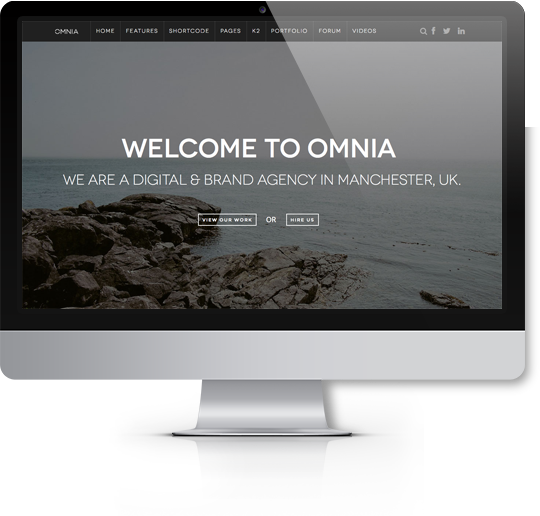 OMNIA HOME FEATURES SHORTCODE PAGES K2 PORTFOLIO FORUM VIDEOS
WELCOME TO OMNIA
WE ARE A DIGITAL & BRAND AGENCY IN MANCHESTER, UK.
VIEW OUR WORK OR HIRE US